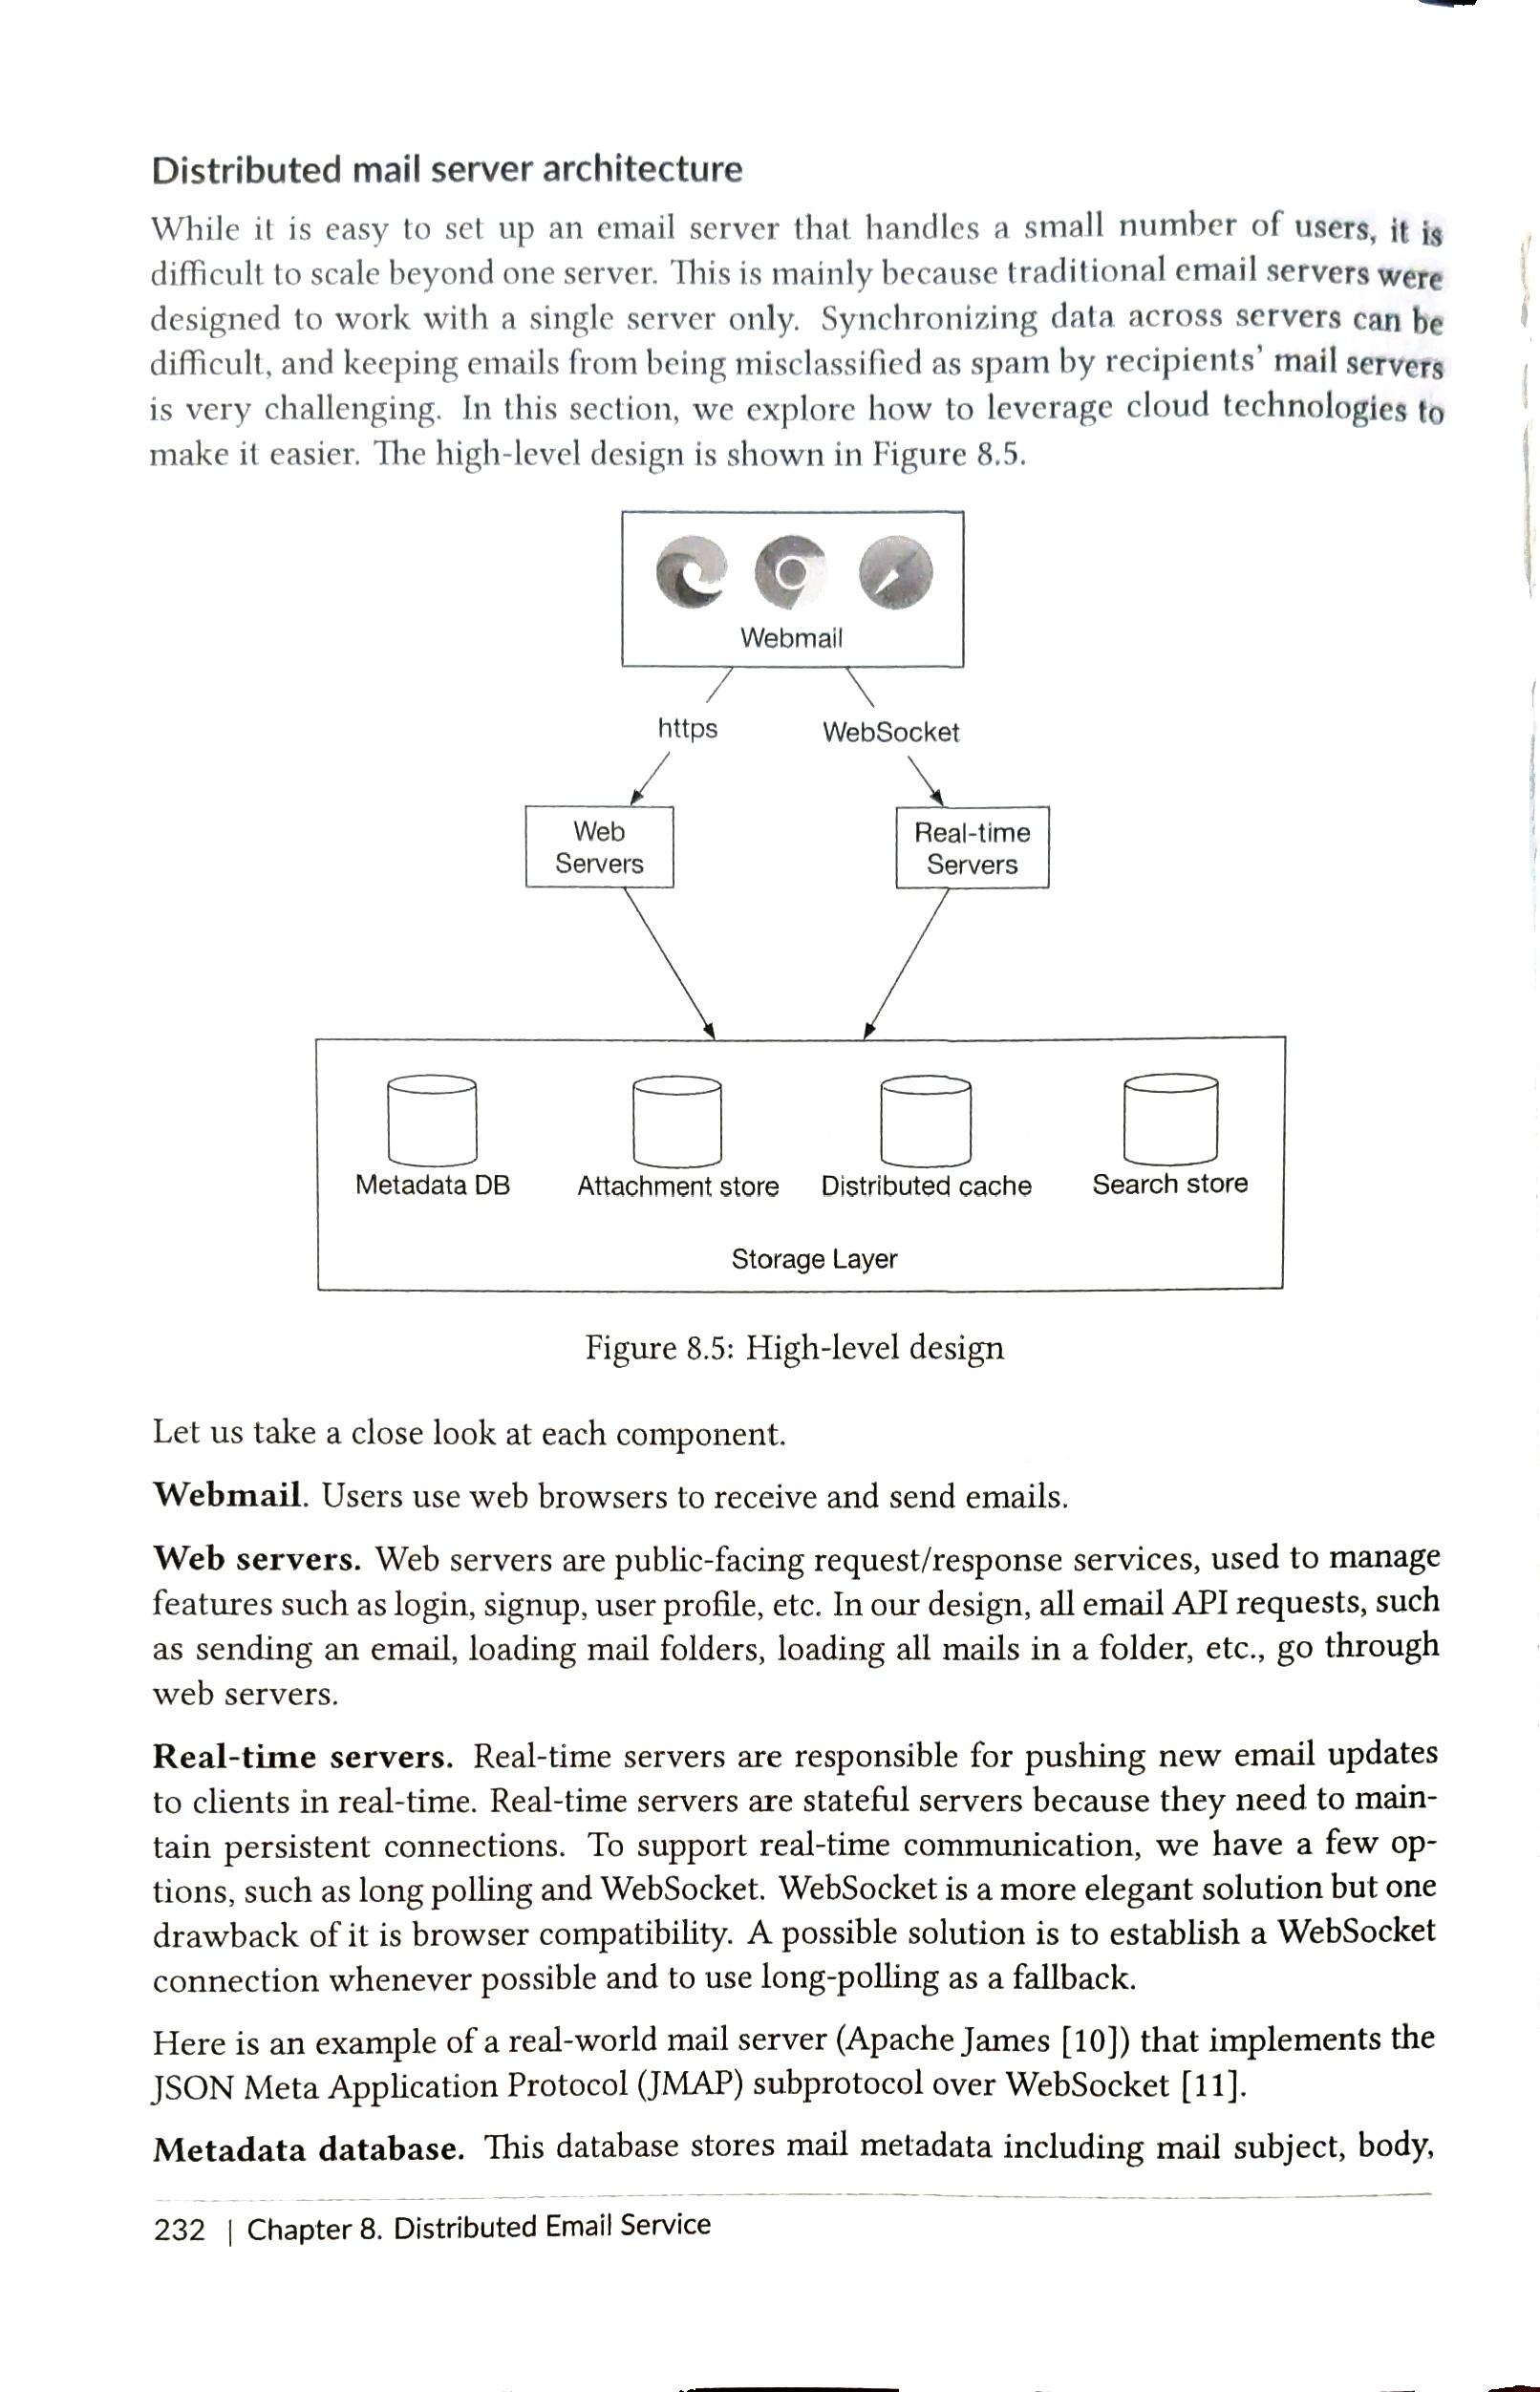 Distributed mail server architecture
While it is easy to set up an email server that handles a small number of users, it is
difficult to scale beyond one server. This is mainly because traditional email servers were
designed to work with a single server only. Synchronizing data across servers can be
difficult, and keeping emails from being misclassified as spam by recipients' mail servers
is very challenging. In this section, we explore how to leverage cloud technologies to
make it easier. The high-level design is shown in Figure 8.5.
Webmail
https
WebSocket
Web
Servers
Real-time
Servers
Metadata DB
Attachment store
Distributed cache
Search store
Storage Layer
Figure 8.5: High-level design
Let us take a close look at each component.
Webmail. Users use web browsers to receive and send emails.
Web servers. Web servers are public-facing request/response services, used to manage
features such as login, signup, user profile, etc. In our design, all email API requests, such
as sending an email, loading mail folders, loading all mails in a folder, etc., go through
web servers.
Real-time servers. Real-time servers are responsible for pushing new email updates
to clients in real-time. Real-time servers are stateful servers because they need to main-
tain persistent connections. To support real-time communication, we have a few op-
tions, such as long polling and WebSocket. WebSocket is a more elegant solution but one
drawback of it is browser compatibility. A possible solution is to establish a WebSocket
connection whenever possible and to use long-polling as a fallback.
Here is an example of a real-world mail server (Apache James [10]) that implements the
JSON Meta Application Protocol (JMAP) subprotocol over WebSocket [11].
Metadata database. This database stores mail metadata including mail subject, body,
232 | Chapter 8. Distributed Email Service